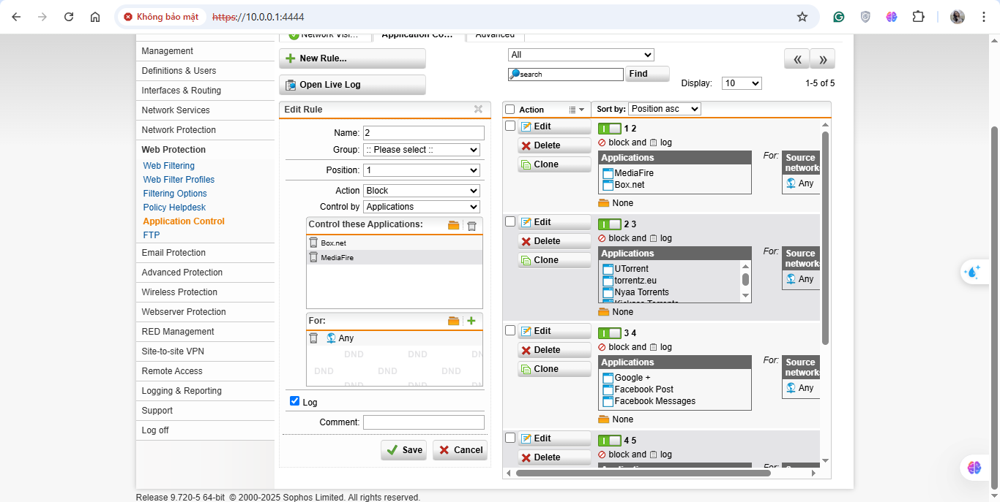 Không bảo mật
https://10.0.0.1:4444
Network Visi...
Application Co...
Advanced
Management
Definitions & Users
Interfaces & Routing
Network Services
Network Protection
Web Protection
Web Filtering
Web Filter Profiles
Filtering Options
Policy Helpdesk
Application Control
FTP
Email Protection
Advanced Protection
Wireless Protection
Webserver Protection
RED Management
Site-to-site VPN
Remote Access
Logging & Reporting
Support
Log off
New Rule...
Open Live Log
Edit Rule
Name: 2
Group: :: Please select ::
Position: 1
Action Block
Control by Applications
Control these Applications:
Box.net
MediaFire
For:
Any
DND DND DND
DND DND DND
DND DND DND
Log
Comment:
Save Cancel
All
search Find
Display: 10 1-5 of 5
Action Sort by: Position asc
Edit 1 2
Delete block and log
Clone Applications For: Source networks
MediaFire Any
Box.net
None
Edit 2 3
Delete block and log
Clone Applications For: Source networks
UTorrent Any
torrentz.eu
Nyaa Torrents
Kickass Torrents
None
Edit 3 4
Delete block and log
Clone Applications For: Source networks
Google + Any
Facebook Post
Facebook Messages
None
Edit 4 5
Delete block and log
Applications For:
Release 9.720-5 64-bit © 2000-2025 Sophos Limited. All rights reserved.